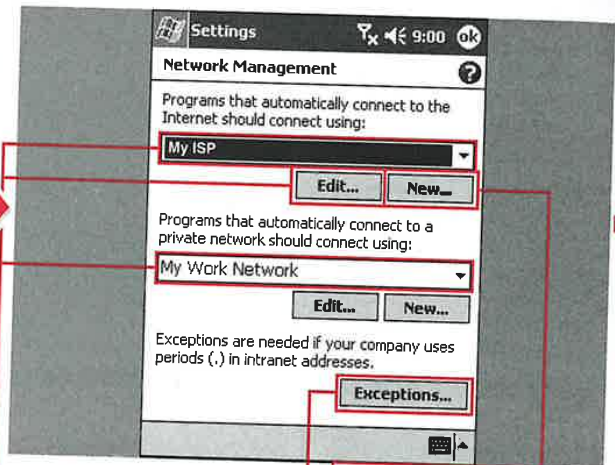 Settings 9:00 ok
Network Management ?
Programs that automatically connect to the
Internet should connect using:
My ISP
Edit... New...
Programs that automatically connect to a
private network should connect using:
My Work Network
Edit... New...
Exceptions are needed if your company uses
periods (.) in intranet addresses.
Exceptions...